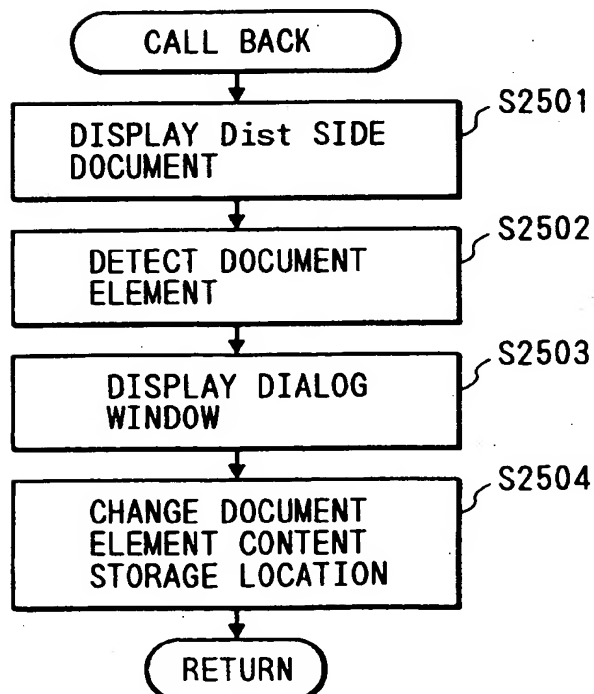 CALL BACK
S2501
DISPLAY Dist SIDE
DOCUMENT
S2502
DETECT DOCUMENT
ELEMENT
S2503
DISPLAY DIALOG
WINDOW
S2504
CHANGE DOCUMENT
ELEMENT CONTENT
STORAGE LOCATION
RETURN